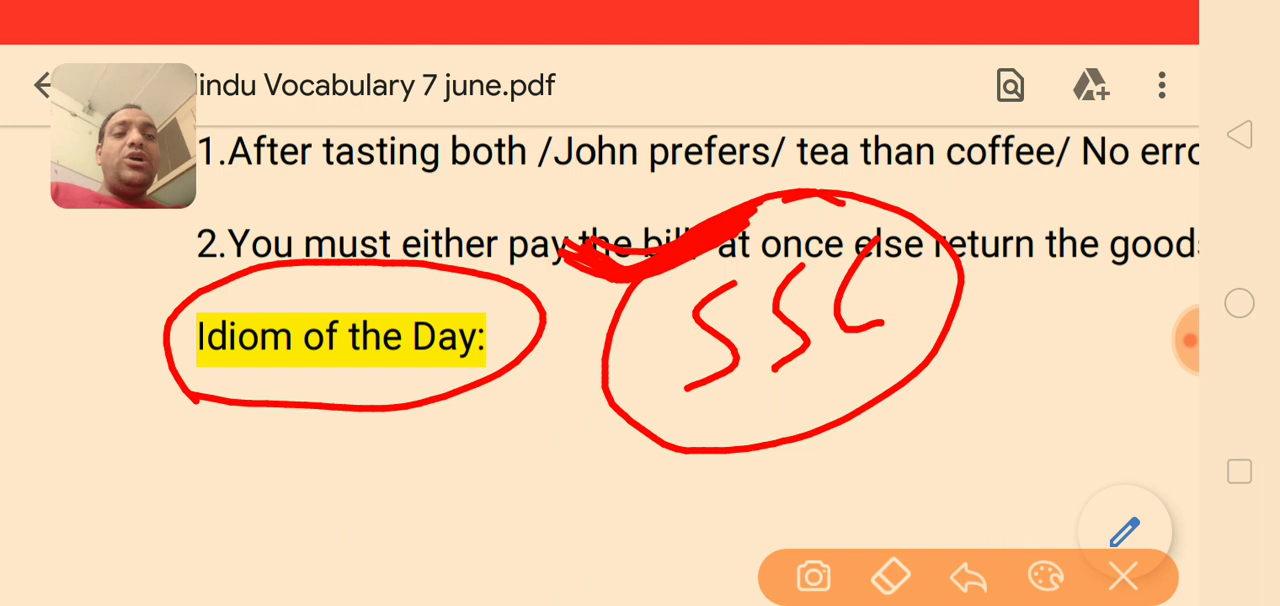 indu Vocabulary 7 june.pdf
1.After tasting both /John prefers/ tea than coffee/ No erro
2.You must either pay the bill at once else return the goods
Idiom of the Day:
SSC